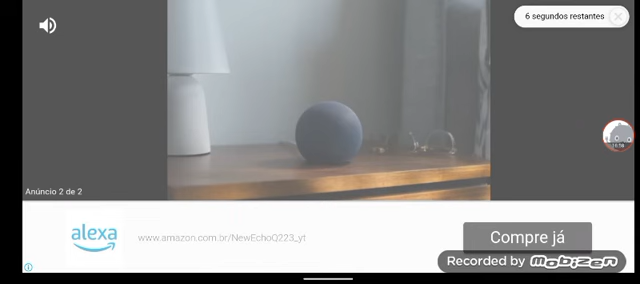 6 segundos restantes
Anúncio 2 de 2
alexa
www.amazon.com.br/NewEchoQ223_yt
Compre já
Recorded by Mobizen